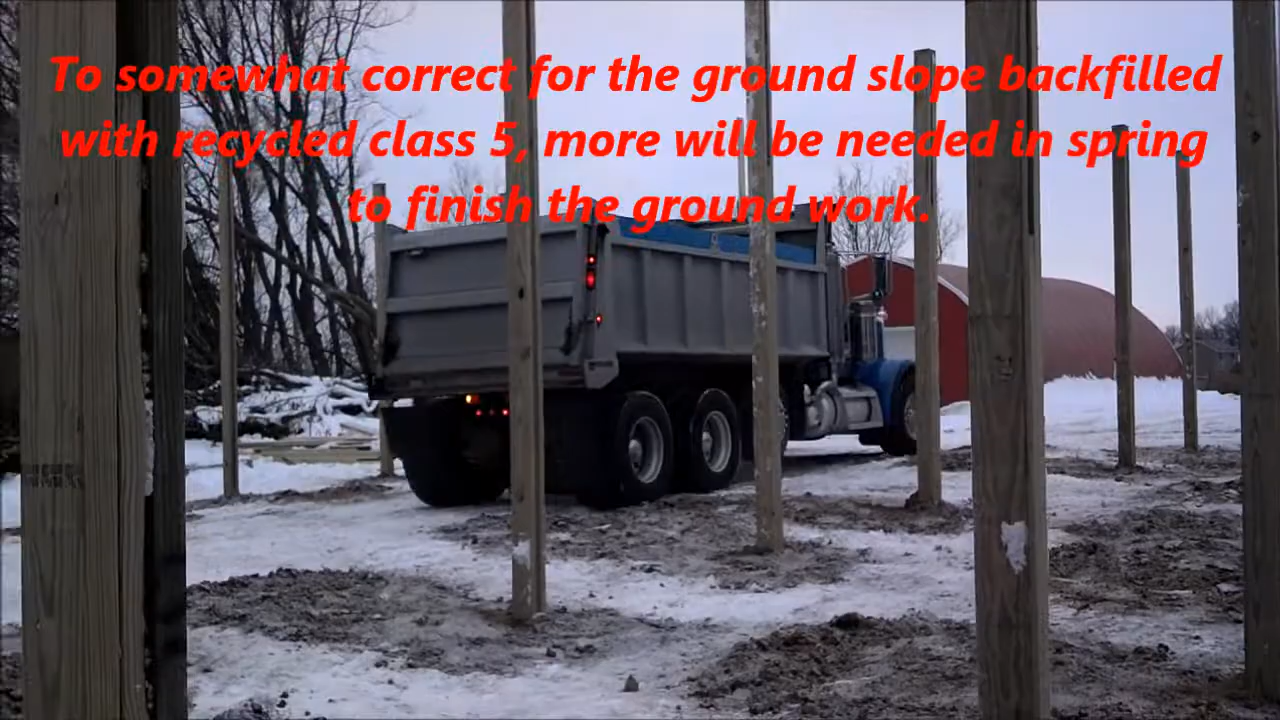 To somewhat correct for the ground slope backfilled
with recycled class 5, more will be needed in spring
to finish the ground work.